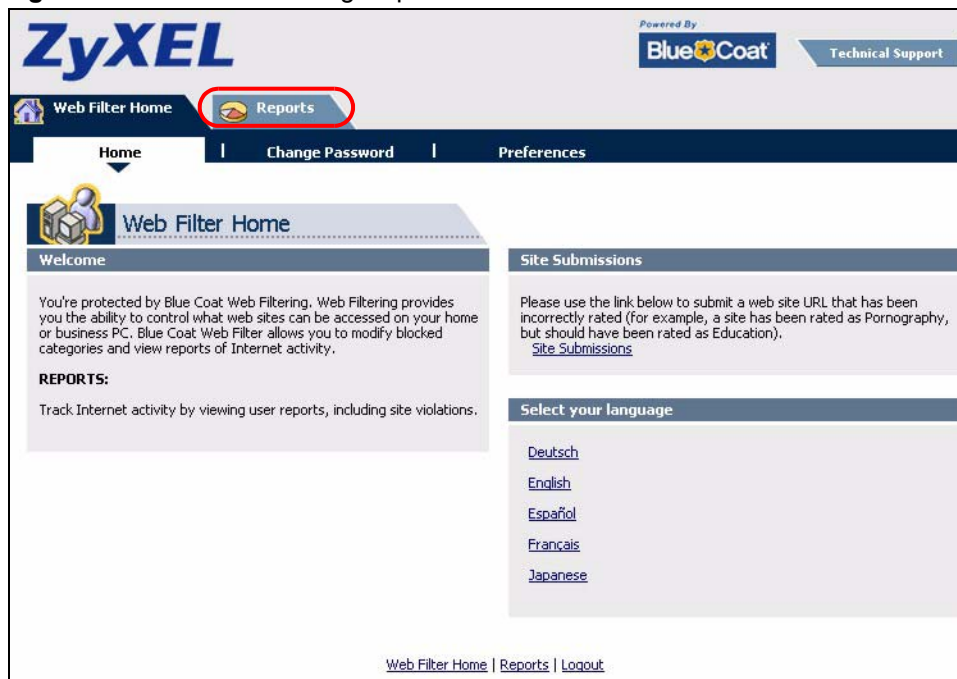 ZyXEL
Powered By
Blue Coat
Technical Support
Web Filter Home
Reports
Home | Change Password | Preferences
Web Filter Home
Welcome
You're protected by Blue Coat Web Filtering. Web Filtering provides
you the ability to control what web sites can be accessed on your home
or business PC. Blue Coat Web Filter allows you to modify blocked
categories and view reports of Internet activity.
REPORTS:
Track Internet activity by viewing user reports, including site violations.
Site Submissions
Please use the link below to submit a web site URL that has been
incorrectly rated (for example, a site has been rated as Pornography,
but should have been rated as Education).
Site Submissions
Select your language
Deutsch
English
Español
Français
Japanese
Web Filter Home | Reports | Logout